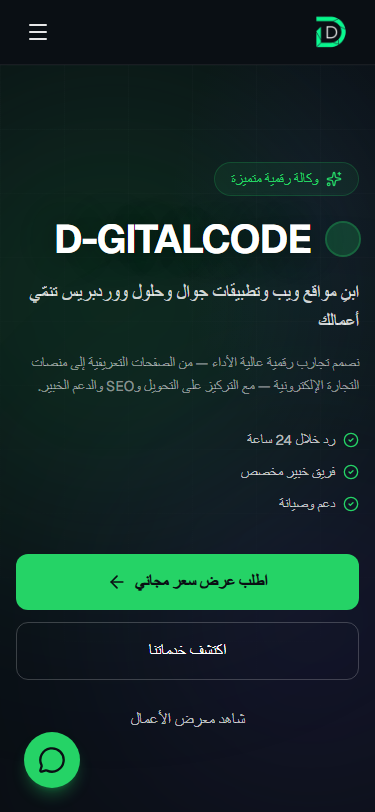 D
وكالة رقمية متميزة
D-GITALCODE
ابنِ مواقع ويب وتطبيقات جوال وحلول ووردبريس تنمّي
أعمالك
نصمم تجارب رقمية عالية الأداء — من الصفحات التعريفية إلى منصات
التجارة الإلكترونية — مع التركيز على التحويل وSEO والدعم الخبير.
رد خلال 24 ساعة
فريق خبير مخصص
دعم وصيانة
اطلب عرض سعر مجاني
اكتشف خدماتنا
شاهد معرض الأعمال